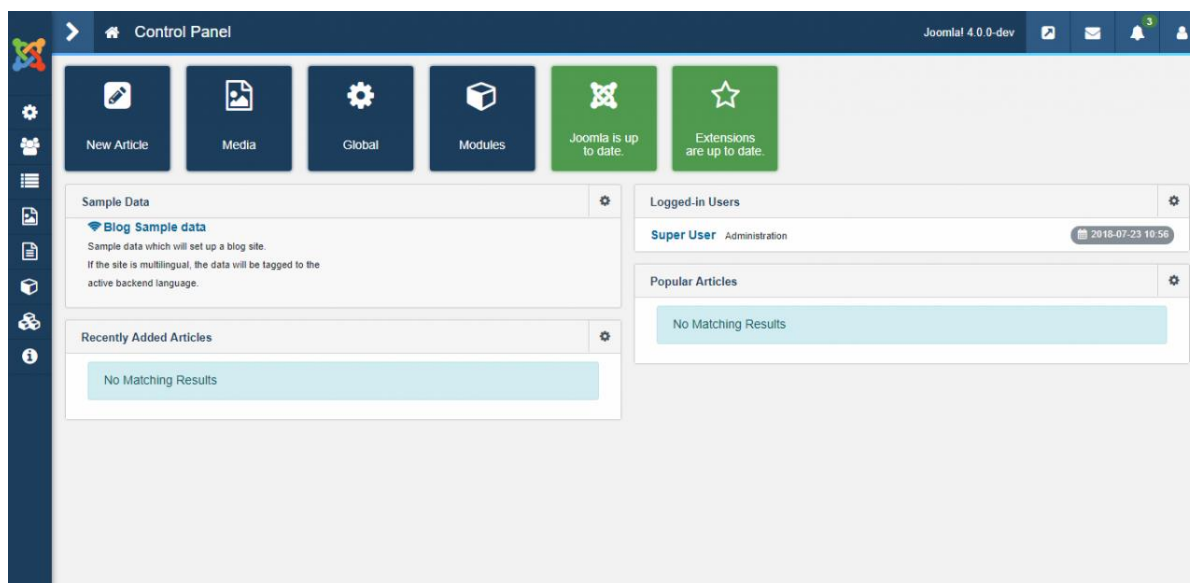 Control Panel
Joomla! 4.0.0-dev
3
New Article
Media
Global
Modules
Joomla is up
to date.
Extensions
are up to date.
Sample Data
Blog Sample data
Sample data which will set up a blog site.
If the site is multilingual, the data will be tagged to the
active backend language.
Recently Added Articles
No Matching Results
Logged-in Users
Super User Administration 2018-07-23 10:56
Popular Articles
No Matching Results